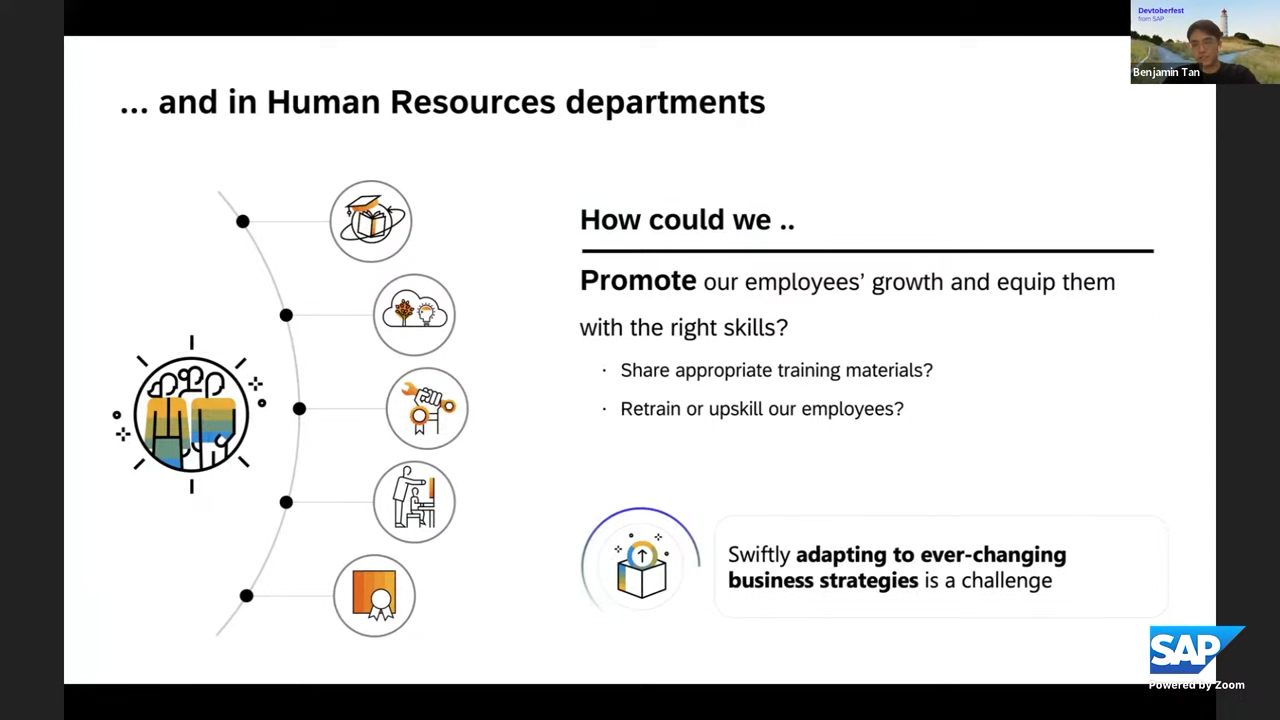 Devtoberfest
from SAP
Benjamin Tan
... and in Human Resources departments
How could we ..
Promote our employees’ growth and equip them
with the right skills?
· Share appropriate training materials?
· Retrain or upskill our employees?
Swiftly adapting to ever-changing
business strategies is a challenge
SAP
Powered by Zoom